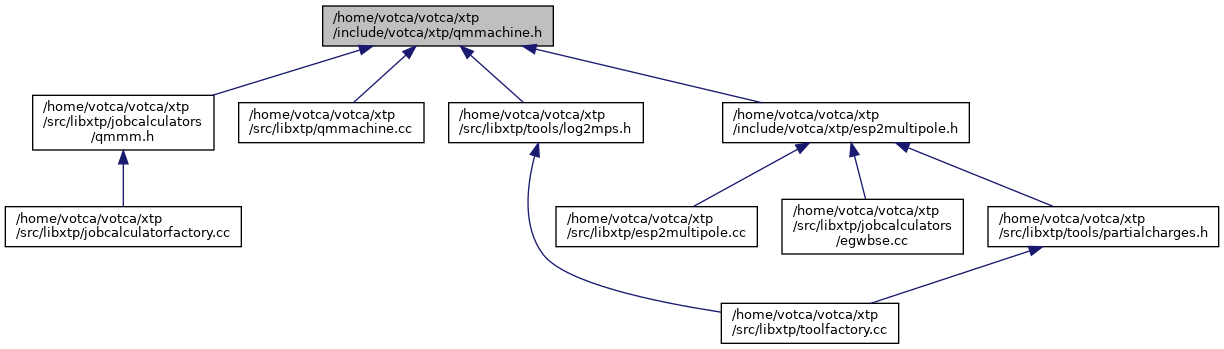 /home/votca/votca/xtp
/include/votca/xtp/qmmachine.h
/home/votca/votca/xtp
/src/libxtp/jobcalculators
/qmmm.h
/home/votca/votca/xtp
/src/libxtp/qmmachine.cc
/home/votca/votca/xtp
/src/libxtp/tools/log2mps.h
/home/votca/votca/xtp
/include/votca/xtp/esp2multipole.h
/home/votca/votca/xtp
/src/libxtp/jobcalculatorfactory.cc
/home/votca/votca/xtp
/src/libxtp/esp2multipole.cc
/home/votca/votca/xtp
/src/libxtp/jobcalculators
/egwbse.cc
/home/votca/votca/xtp
/src/libxtp/tools/partialcharges.h
/home/votca/votca/xtp
/src/libxtp/toolfactory.cc